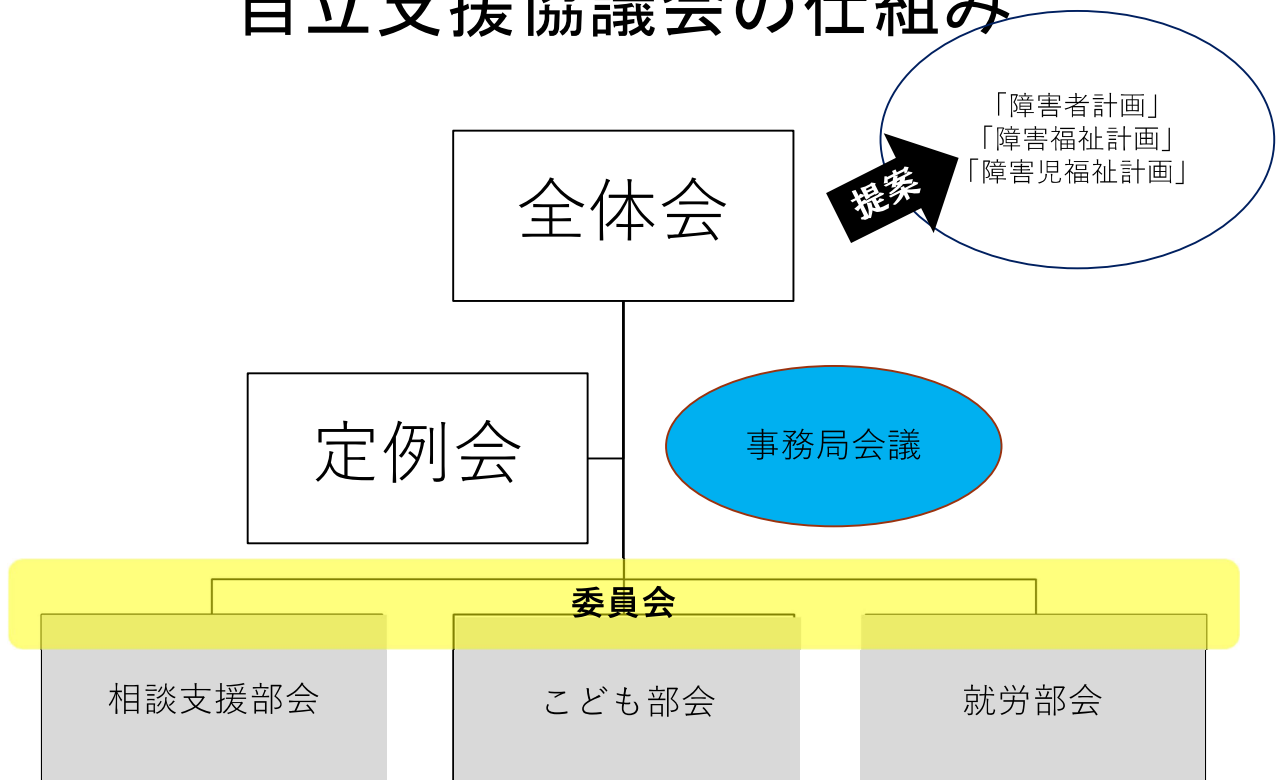 自立支援協議会の仕組み
「障害者計画」
「障害福祉計画」
「障害児福祉計画」
提案
全体会
定例会
事務局会議
委員会
相談支援部会
こども部会
就労部会